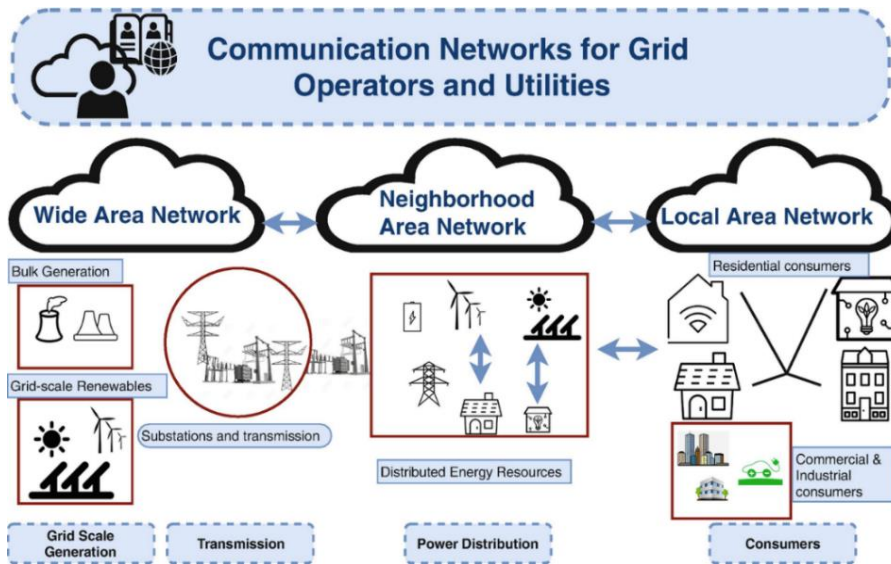 Communication Networks for Grid
Operators and Utilities
Wide Area Network
Neighborhood
Area Network
Local Area Network
Bulk Generation
Residential consumers
Grid-scale Renewables
Substations and transmission
Distributed Energy Resources
Commercial &
Industrial
consumers
Grid Scale
Generation
Transmission
Power Distribution
Consumers